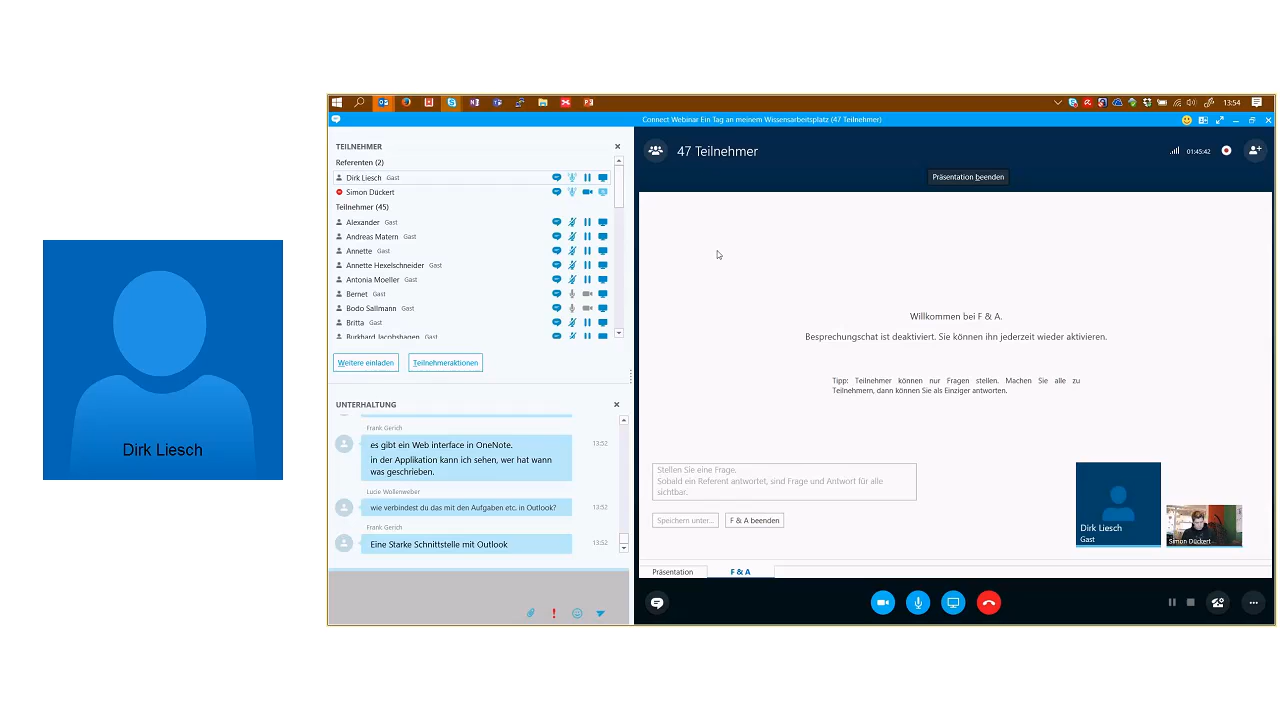 Dirk Liesch
13:54
Connect Webinar Ein Tag an meinem Wissensarbeitsplatz (47 Teilnehmer)
TEILNEHMER
Referenten (2)
Dirk Liesch Gast
Simon Dückert
Teilnehmer (45)
Alexander Gast
Andreas Matern Gast
Annette Gast
Annette Hexelschneider Gast
Antonia Moeller Gast
Bernet Gast
Bodo Sallmann Gast
Britta Gast
Burkhard Jacobshagen Gast
Weitere einladen
Teilnehmeraktionen
UNTERHALTUNG
Frank Gerich
es gibt ein Web interface in OneNote. 13:52
in der Applikation kann ich sehen, wer hat wann
was geschrieben.
Lucie Wollenweber
wie verbindest du das mit den Aufgaben etc. in Outlook? 13:52
Frank Gerich
Eine Starke Schnittstelle mit Outlook 13:52
47 Teilnehmer
01:45:42
Präsentation beenden
Willkommen bei F & A.
Besprechungschat ist deaktiviert. Sie können ihn jederzeit wieder aktivieren.
Tipp: Teilnehmer können nur Fragen stellen. Machen Sie alle zu
Teilnehmern, dann können Sie als Einziger antworten.
Stellen Sie eine Frage.
Sobald ein Referent antwortet, sind Frage und Antwort für alle
sichtbar.
Speichern unter...
F & A beenden
Dirk Liesch
Gast
Simon Dückert
Präsentation
F & A